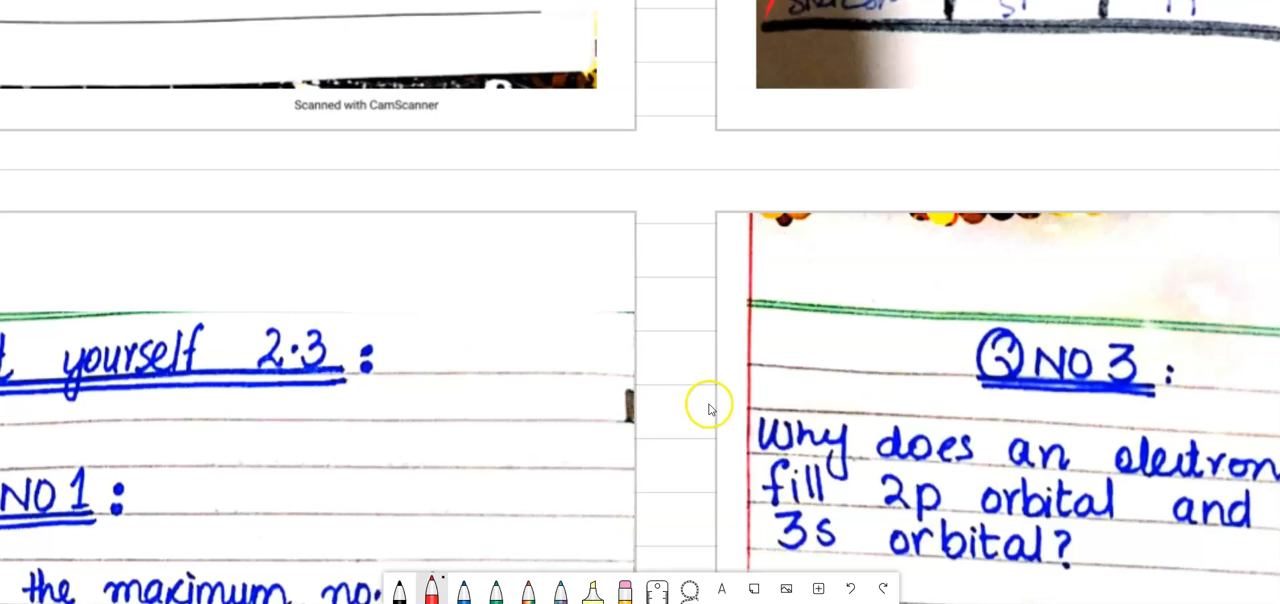 Scanned with CamScanner
yourself 2.3 :
NO 1 :
the maximum no.
Q NO 3 :
Why does an electron
fill 2p orbital and
3s orbital?
A